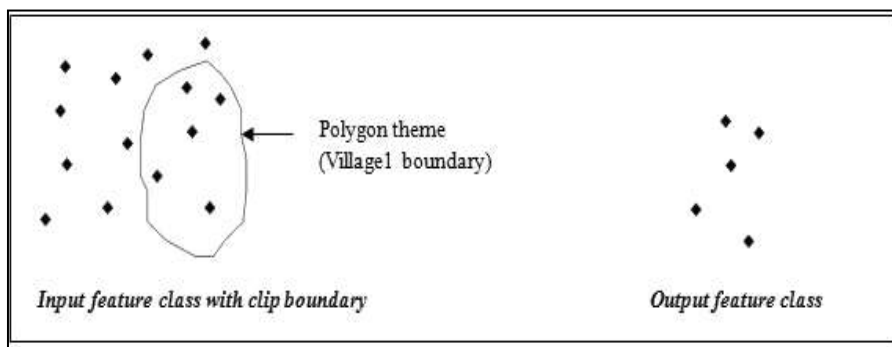 Polygon theme
(Village1 boundary)
Input feature class with clip boundary
Output feature class